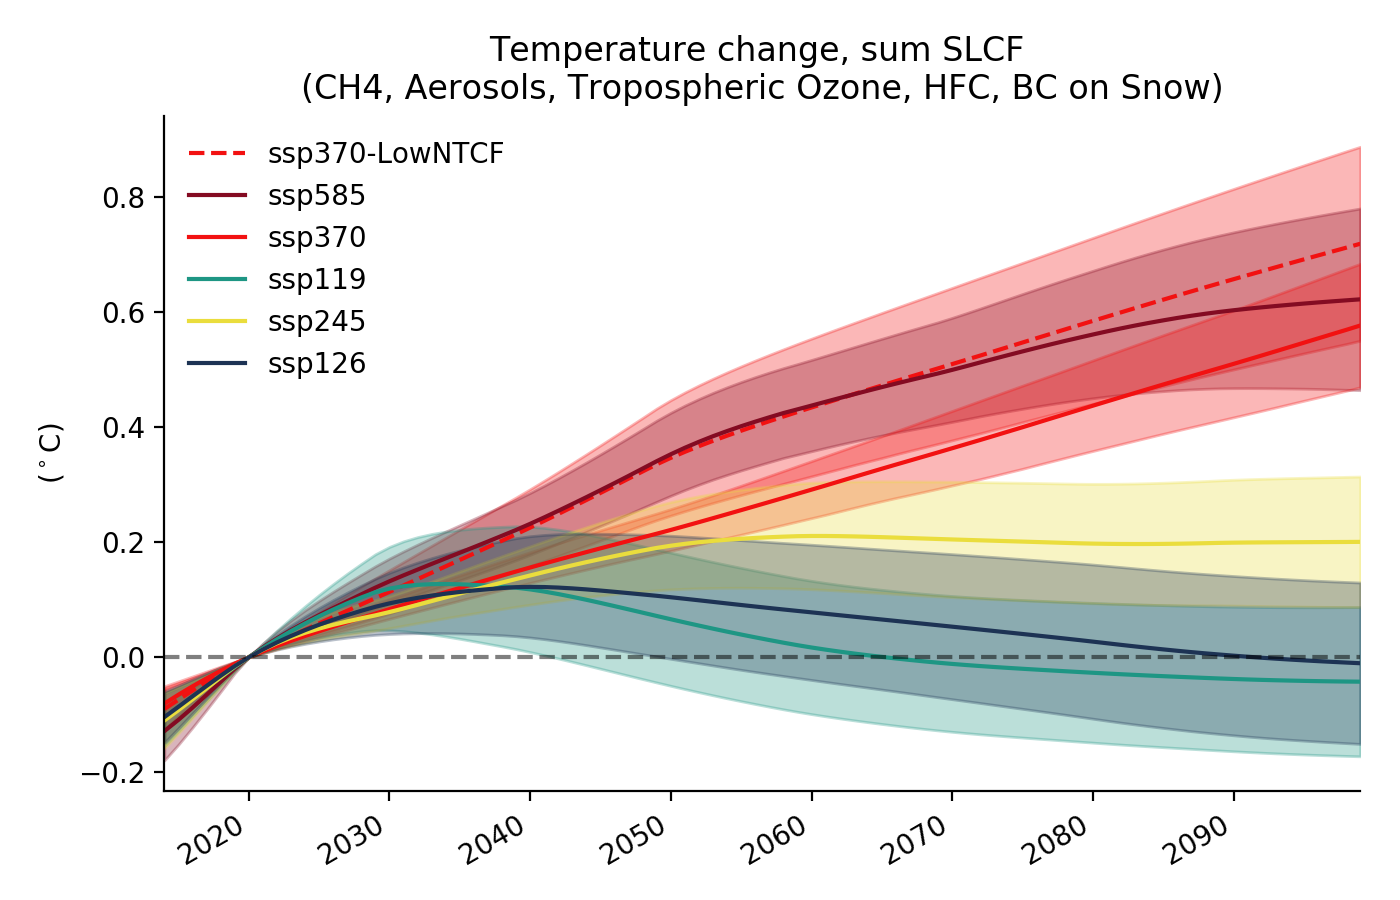 Temperature change, sum SLCF
(CH4, Aerosols, Tropospheric Ozone, HFC, BC on Snow)
ssp370-LowNTCF
ssp585
ssp370
ssp119
ssp245
ssp126
(°C)
0.8
0.6
0.4
0.2
0.0
−0.2
2020
2030
2040
2050
2060
2070
2080
2090